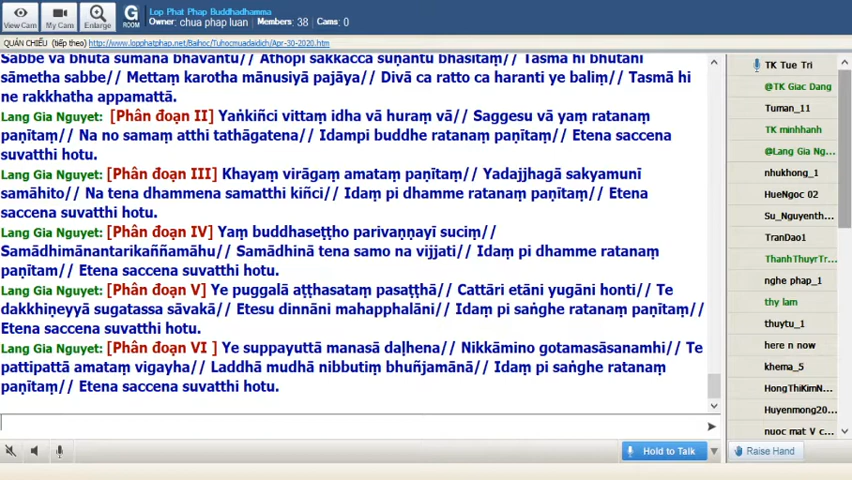 View Cam
My Cam
Enlarge
G
ROOM
Lop Phat Phap Buddhadhamma
Owner: chua phap luan Members: 38 Cams: 0
QUÁN CHIẾU (tiếp theo) http://www.lopphatphap.net/Baihoc/Tuhocmuadaidich/Apr-30-2020.htm
Sabbe va bhūtā sumanā bhavantu// Athopi sakkacca suṇantu bhāsitaṃ// Tasmā hi bhūtāni
sāmetha sabbe// Mettaṃ karotha mānusiyā pajāya// Divā ca ratto ca haranti ye baliṃ// Tasmā hi
ne rakkhatha appamattā.
Lang Gia Nguyet: [Phân đoạn II] Yaṅkiñci vittaṃ idha vā huraṃ vā// Saggesu vā yaṃ ratanaṃ
paṇītaṃ// Na no samaṃ atthi tathāgatena// Idampi buddhe ratanaṃ paṇītaṃ// Etena saccena
suvatthi hotu.
Lang Gia Nguyet: [Phân đoạn III] Khayaṃ virāgaṃ amataṃ paṇītaṃ// Yadajjhagā sakyamunī
samāhito// Na tena dhammena samatthi kiñci// Idaṃ pi dhamme ratanaṃ paṇītaṃ// Etena
saccena suvatthi hotu.
Lang Gia Nguyet: [Phân đoạn IV] Yaṃ buddhaseṭṭho parivaṇṇayī suciṃ//
Samādhimānantarikaññamāhu// Samādhinā tena samo na vijjati// Idaṃ pi dhamme ratanaṃ
paṇītaṃ// Etena saccena suvatthi hotu.
Lang Gia Nguyet: [Phân đoạn V] Ye puggalā aṭṭhasataṃ pasaṭṭhā// Cattāri etāni yugāni honti// Te
dakkhiṇeyyā sugatassa sāvakā// Etesu dinnāni mahapphalāni// Idaṃ pi saṅghe ratanaṃ paṇītaṃ//
Etena saccena suvatthi hotu.
Lang Gia Nguyet: [Phân đoạn VI ] Ye suppayuttā manasā daḷhena// Nikkāmino gotamasāsanamhi// Te
pattipattā amataṃ vigayha// Laddhā mudhā nibbutiṃ bhuñjamānā// Idaṃ pi saṅghe ratanaṃ
paṇītaṃ// Etena saccena suvatthi hotu.
Hold to Talk
TK Tue Tri
@TK Giac Dang
Tuman_11
TK minhhanh
@Lang Gia Ng...
nhukhong_1
HueNgoc 02
Su_Nguyenth...
TranDao1
ThanhThuyrTr...
nghe phap_1
thy lam
thuytu_1
here n now
khema_5
HongThiKimN...
Huyenmong20...
nuoc mat V c...
Raise Hand